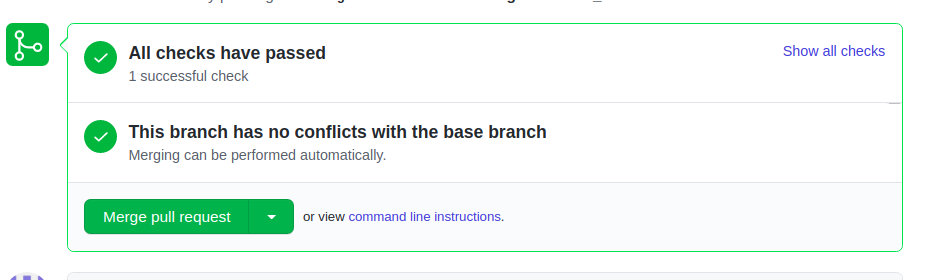 All checks have passed
Show all checks
1 successful check
This branch has no conflicts with the base branch
Merging can be performed automatically.
Merge pull request
or view command line instructions.